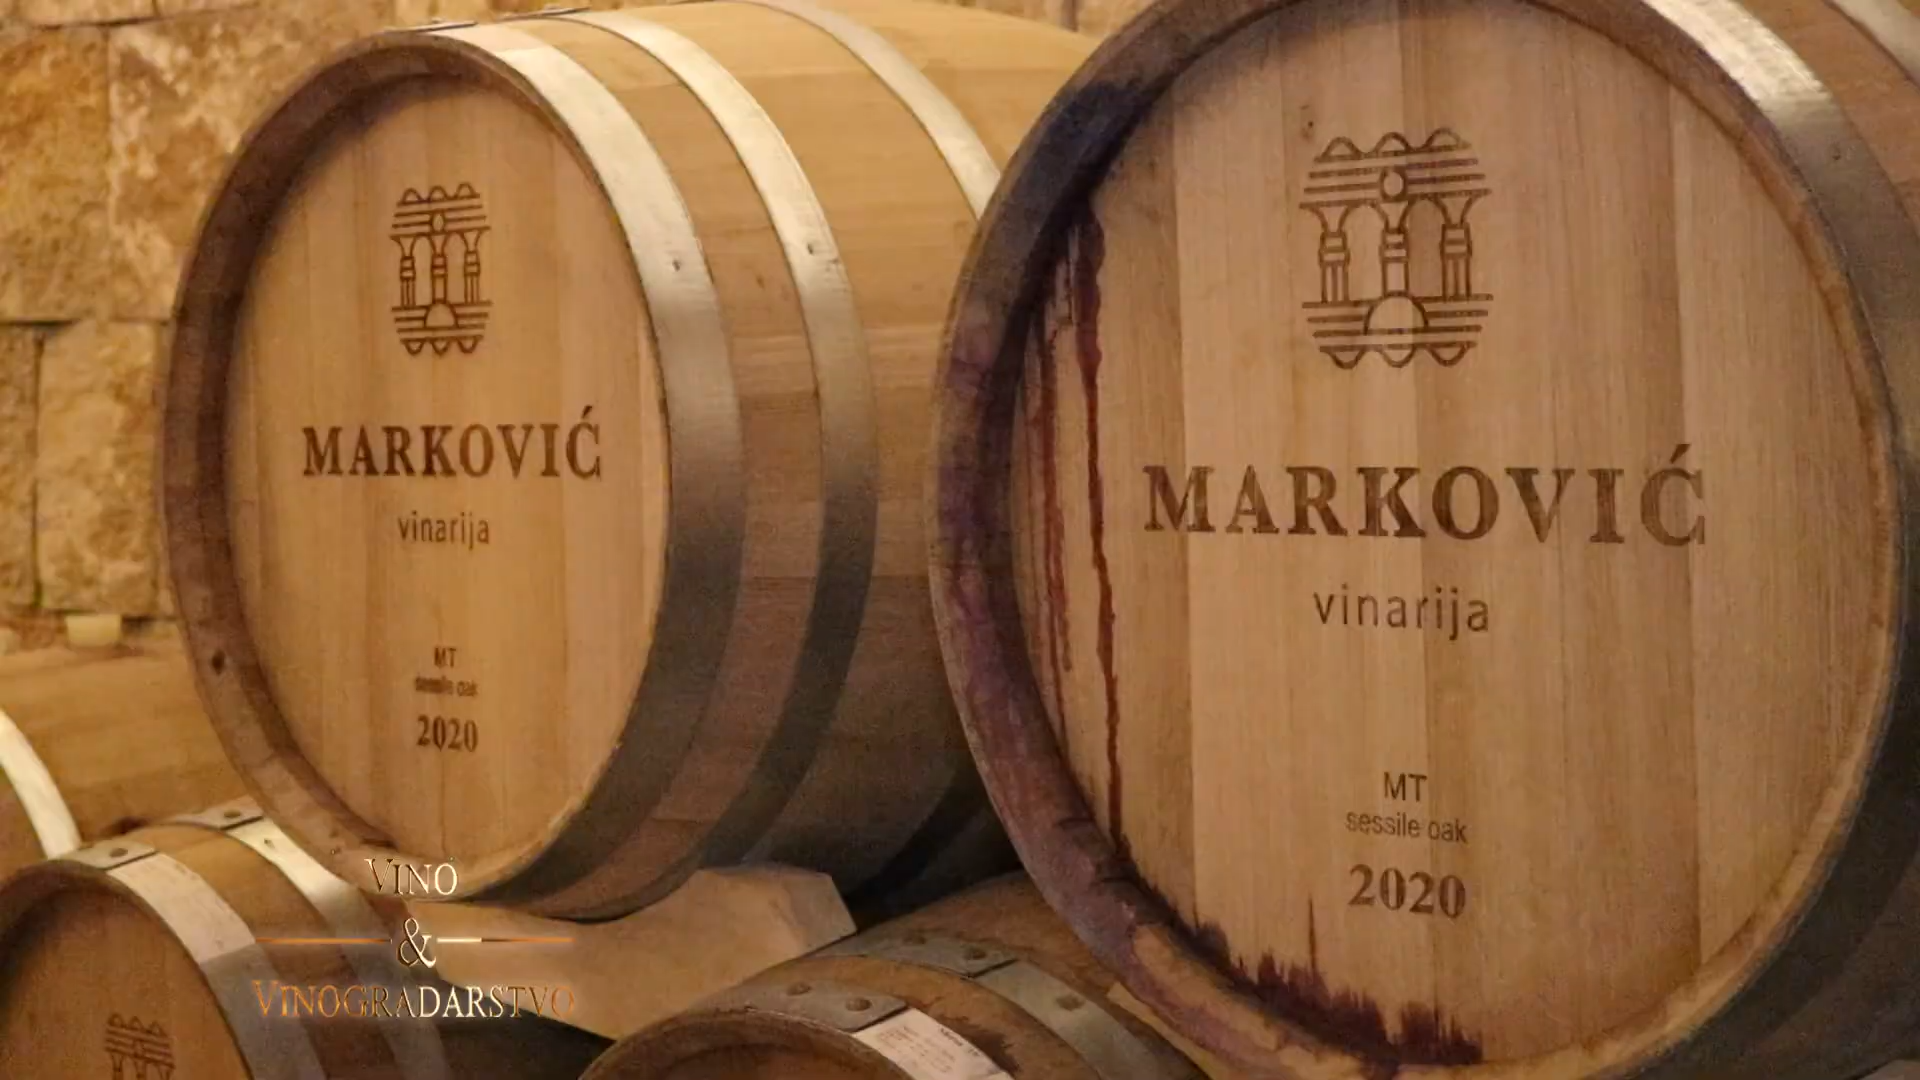 MARKOVIĆ
vinarija
MT
sessile oak
2020
MARKOVIĆ
vinarija
MT
sessile oak
2020
VINO
&
VINOGRADARSTVO